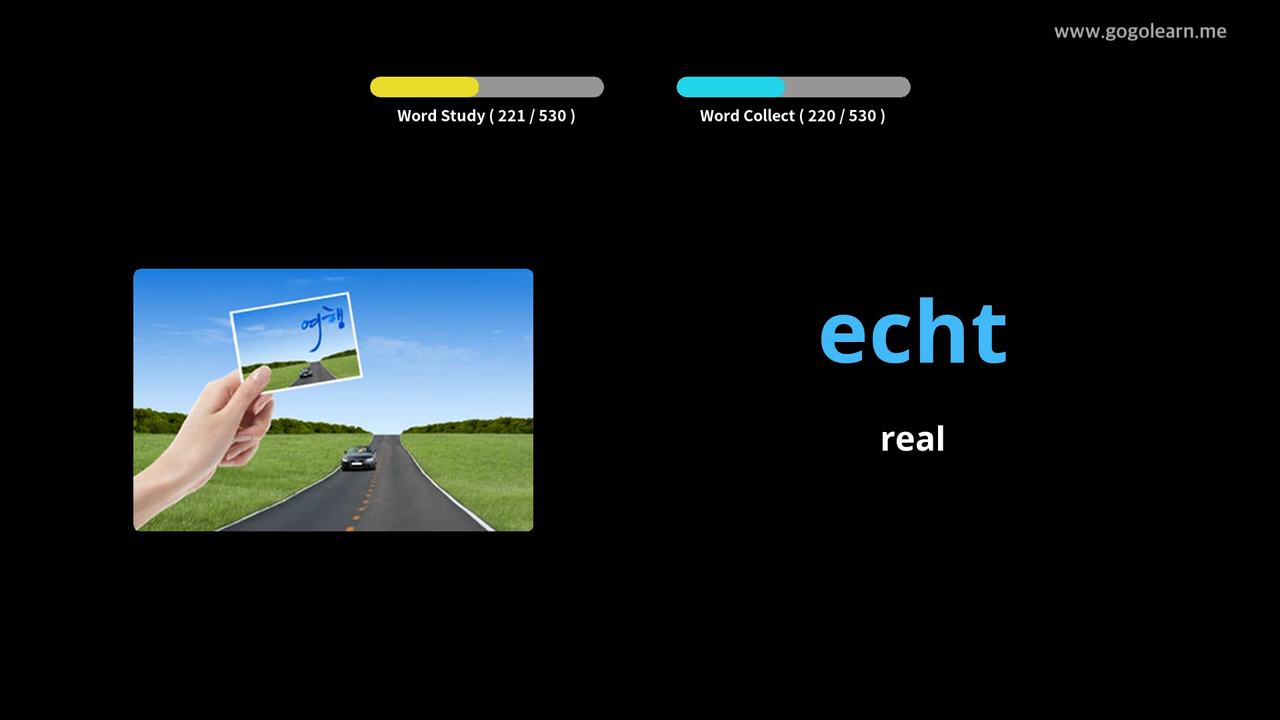 www.gogolearn.me
Word Study ( 221 / 530 )
Word Collect ( 220 / 530 )
여행
echt
real